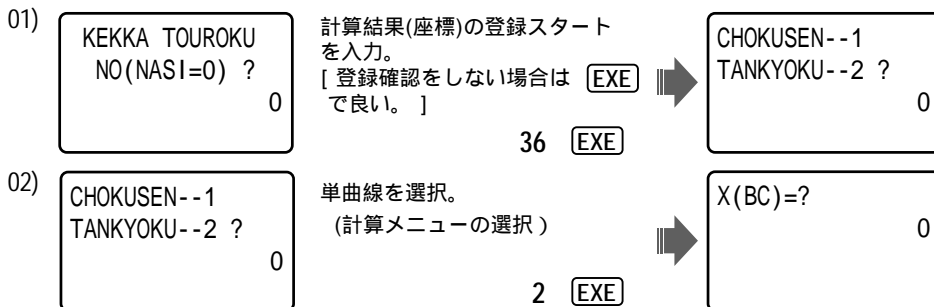 01)
KEKKA TOUROKU
NO(NASI=0) ?
0
計算結果(座標)の登録スタート
を入力。
[ 登録確認をしない場合は EXE
で良い。 ]
36 EXE
CHOKUSEN--1
TANKYOKU--2 ?
0
02)
CHOKUSEN--1
TANKYOKU--2 ?
0
単曲線を選択。
(計算メニューの選択 )
2 EXE
X(BC)=?
0